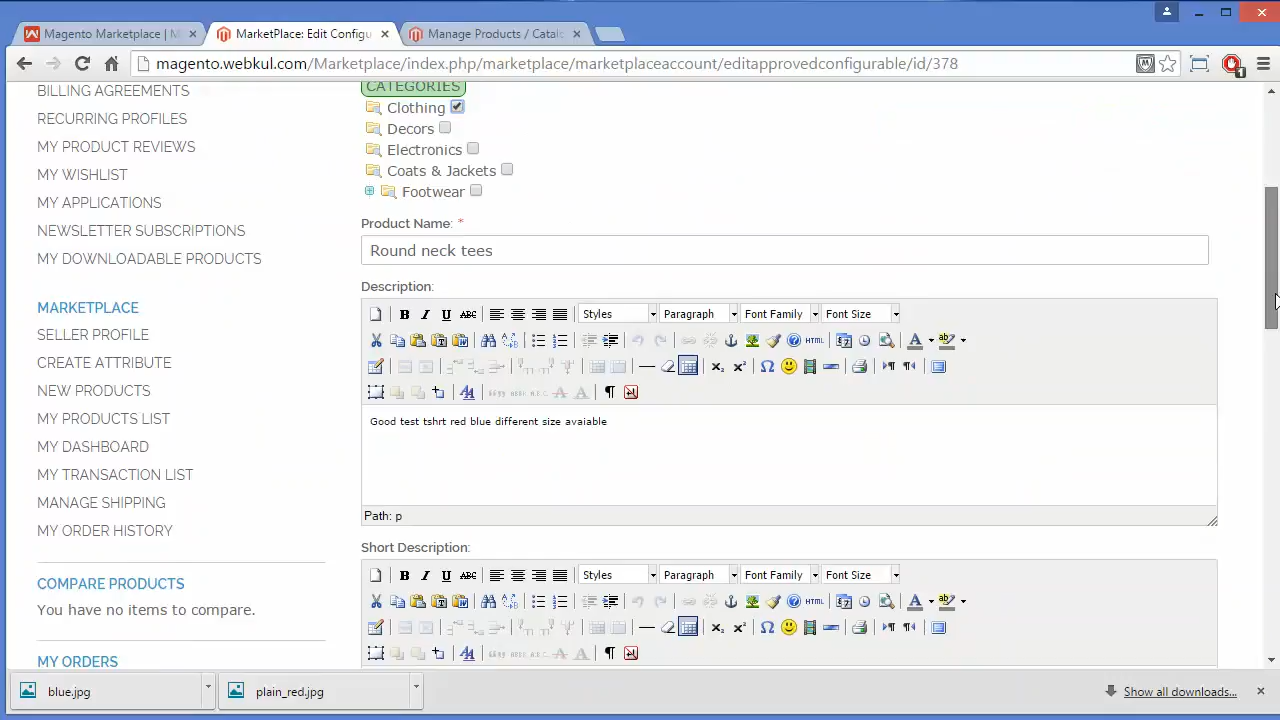 Magento Marketplace | M
MarketPlace: Edit Configu
Manage Products / Catalo
magento.webkul.com/Marketplace/index.php/marketplace/marketplaceaccount/editapprovedconfigurable/id/378
BILLING AGREEMENTS
RECURRING PROFILES
MY PRODUCT REVIEWS
MY WISHLIST
MY APPLICATIONS
NEWSLETTER SUBSCRIPTIONS
MY DOWNLOADABLE PRODUCTS
MARKETPLACE
SELLER PROFILE
CREATE ATTRIBUTE
NEW PRODUCTS
MY PRODUCTS LIST
MY DASHBOARD
MY TRANSACTION LIST
MANAGE SHIPPING
MY ORDER HISTORY
COMPARE PRODUCTS
You have no items to compare.
MY ORDERS
CATEGORIES
Clothing
Decors
Electronics
Coats & Jackets
Footwear
Product Name: *
Round neck tees
Description:
B I U ABC Styles Paragraph Font Family Font Size
HTML
Good test tshrt red blue different size avaiable
Path: p
Short Description:
B I U ABC Styles Paragraph Font Family Font Size
HTML
blue.jpg
plain_red.jpg
Show all downloads...